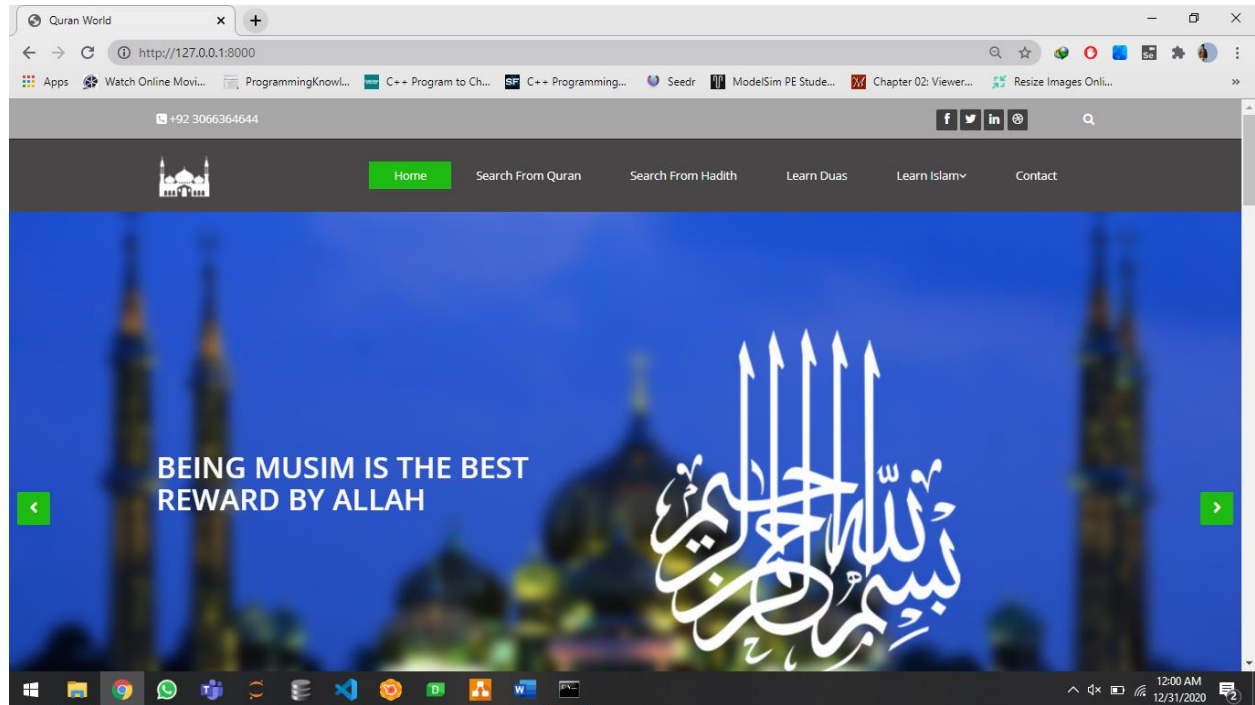 Quran World
http://127.0.0.1:8000
Apps Watch Online Movi... ProgrammingKnowl... C++ Program to Ch... SF C++ Programming... Seedr ModelSim PE Stude... Chapter 02: Viewer... Resize Images Onli... »
+92 3066364644
Home Search From Quran Search From Hadith Learn Duas Learn Islam Contact
BEING MUSIM IS THE BEST
REWARD BY ALLAH
بسم الله الرحمن الرحيم
12:00 AM
12/31/2020